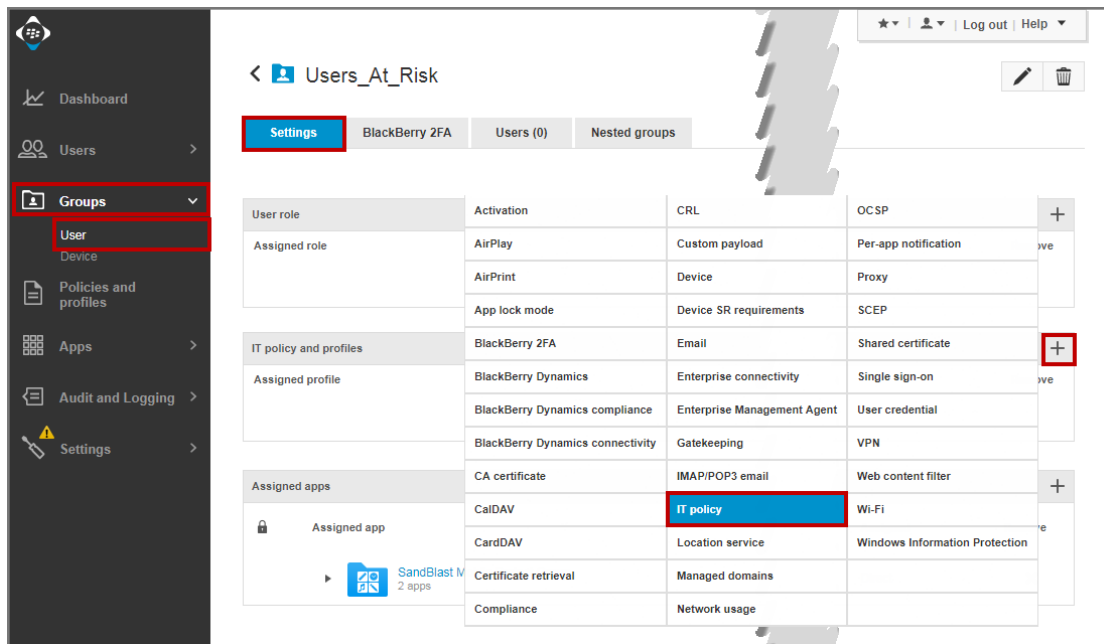 Log out | Help
Users_At_Risk
Dashboard
Users
Groups
User
Device
Policies and
profiles
Apps
Audit and Logging
Settings
Settings
BlackBerry 2FA
Users (0)
Nested groups
User role
Assigned role
IT policy and profiles
Assigned profile
Assigned apps
Assigned app
SandBlast M
2 apps
Activation
AirPlay
AirPrint
App lock mode
BlackBerry 2FA
BlackBerry Dynamics
BlackBerry Dynamics compliance
BlackBerry Dynamics connectivity
CA certificate
CalDAV
CardDAV
Certificate retrieval
Compliance
CRL
Custom payload
Device
Device SR requirements
Email
Enterprise connectivity
Enterprise Management Agent
Gatekeeping
IMAP/POP3 email
IT policy
Location service
Managed domains
Network usage
OCSP
Per-app notification
Proxy
SCEP
Shared certificate
Single sign-on
User credential
VPN
Web content filter
Wi-Fi
Windows Information Protection
ove
ove
e